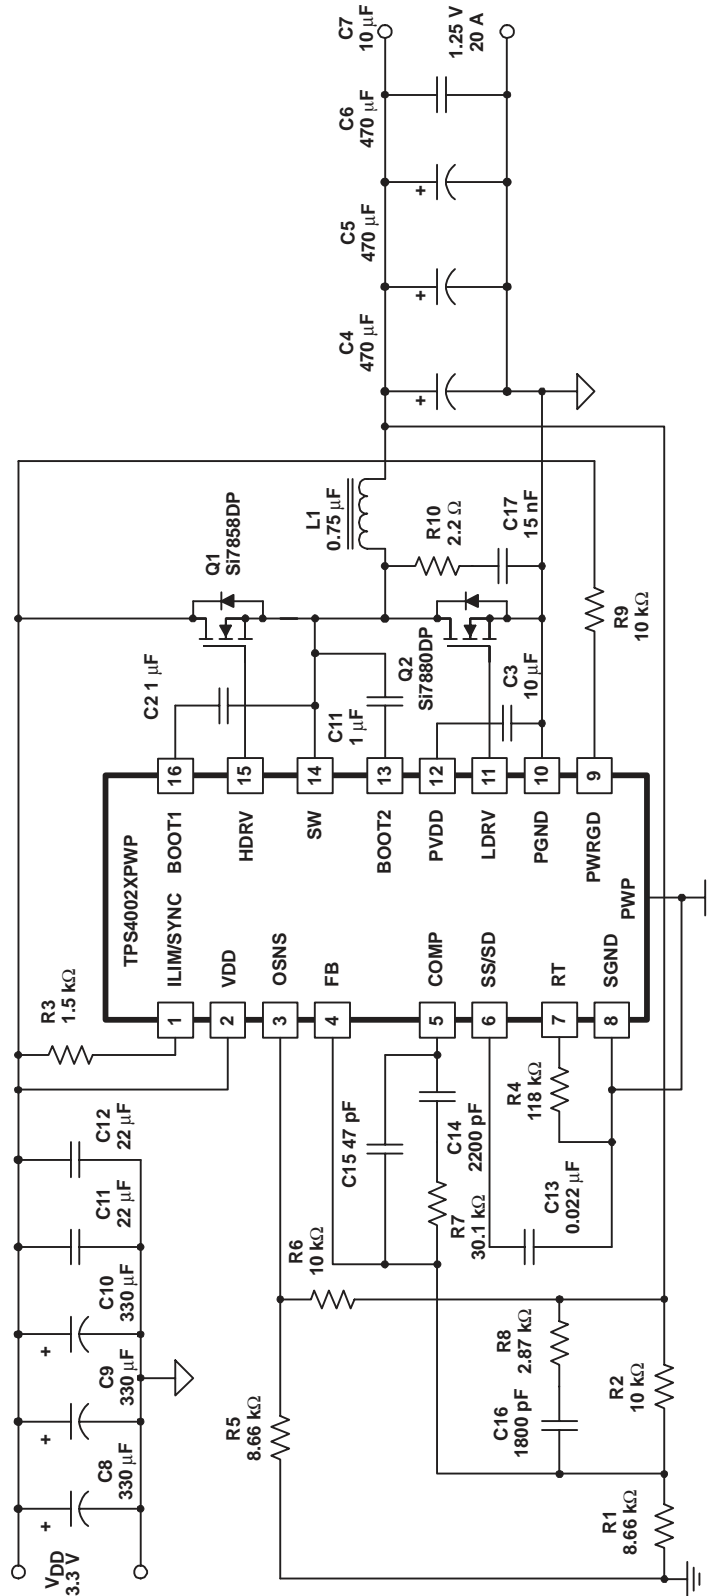 VDD
3.3 V
C8
330 μF
C9
330 μF
C10
330 μF
C11
22 μF
C12
22 μF
R3
1.5 kΩ
TPS4002XPWP
1
ILIM/SYNC
2
VDD
3
OSNS
4
FB
5
COMP
6
SS/SD
7
RT
8
SGND
BOOT1
16
HDRV
15
SW
14
BOOT2
13
PVDD
12
LDRV
11
PGND
10
PWRGD
9
PWP
C2 1 μF
Q1
Si7858DP
C11
1 μF
Q2
Si7880DP
C3
10 μF
L1
0.75 μF
R10
2.2 Ω
C17
15 nF
R9
10 kΩ
C4
470 μF
C5
470 μF
C6
470 μF
C7
10 μF
1.25 V
20 A
R5
8.66 kΩ
R6
10 kΩ
C15 47 pF
C14
2200 pF
R7
30.1 kΩ
R4
118 kΩ
C13
0.022 μF
R8
2.87 kΩ
C16
1800 pF
R2
10 kΩ
R1
8.66 kΩ
+
+
+
+
+
+